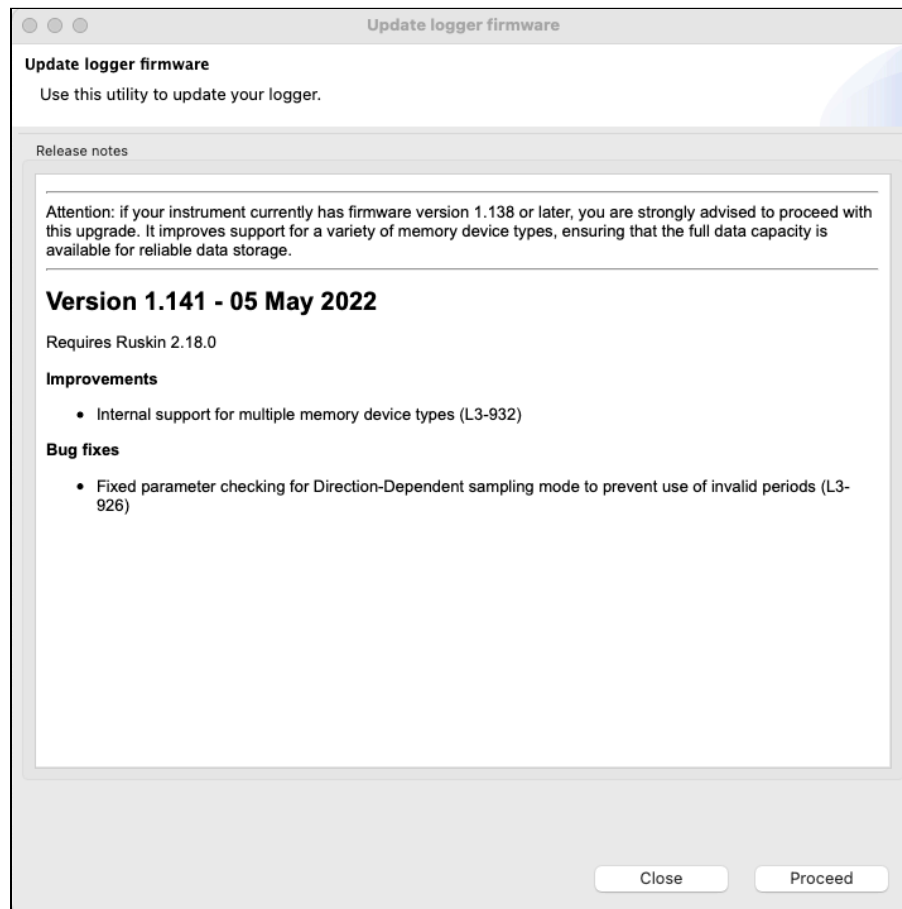 Update logger firmware
Update logger firmware
Use this utility to update your logger.
Release notes
Attention: if your instrument currently has firmware version 1.138 or later, you are strongly advised to proceed with
this upgrade. It improves support for a variety of memory device types, ensuring that the full data capacity is
available for reliable data storage.
Version 1.141 - 05 May 2022
Requires Ruskin 2.18.0
Improvements
• Internal support for multiple memory device types (L3-932)
Bug fixes
• Fixed parameter checking for Direction-Dependent sampling mode to prevent use of invalid periods (L3-
926)
Close Proceed